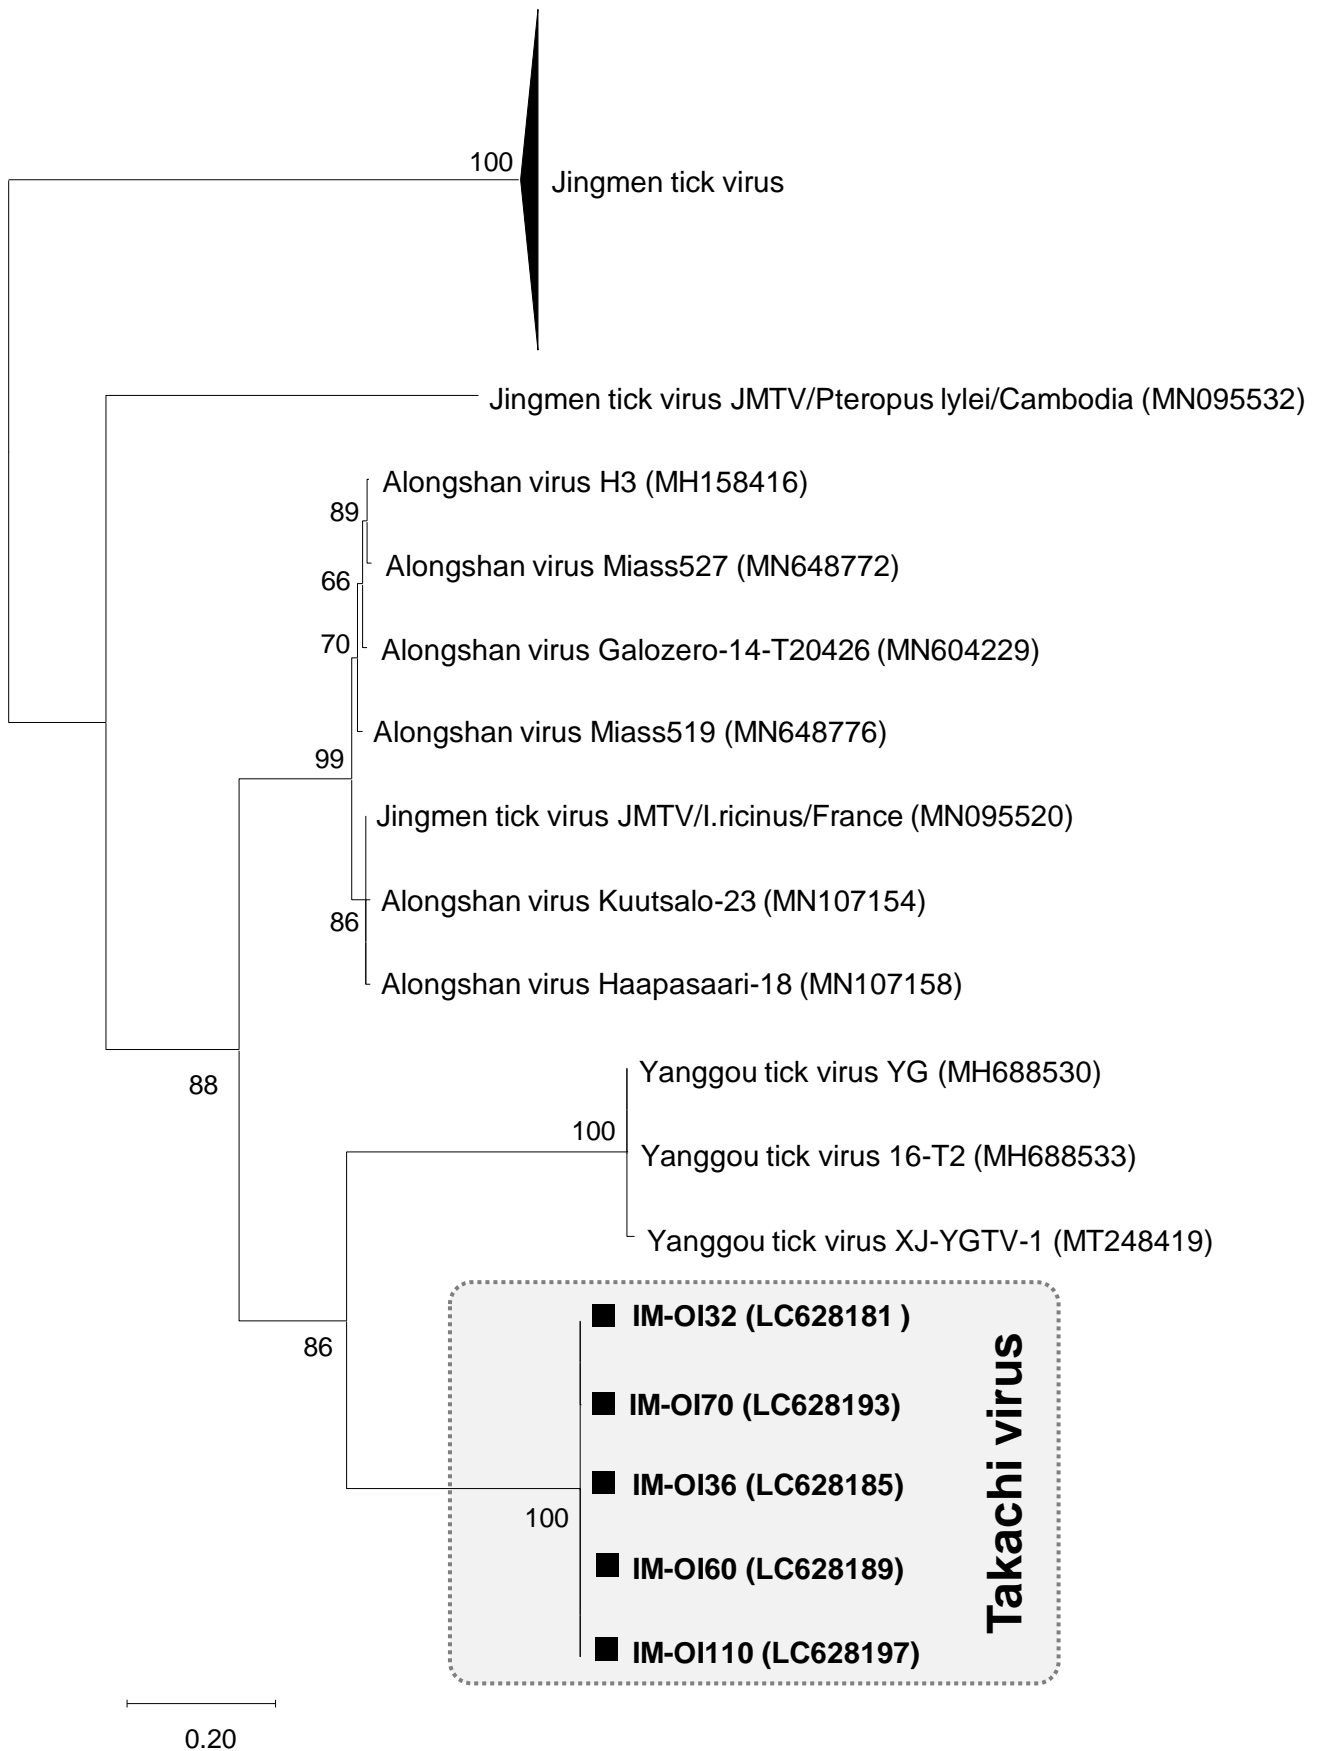 100
Jingmen tick virus
Jingmen tick virus JMTV/Pteropus lylei/Cambodia (MN095532)
Alongshan virus H3 (MH158416)
89
Alongshan virus Miass527 (MN648772)
66
70
Alongshan virus Galozero-14-T20426 (MN604229)
Alongshan virus Miass519 (MN648776)
99
Jingmen tick virus JMTV/I.ricinus/France (MN095520)
Alongshan virus Kuutsalo-23 (MN107154)
86
Alongshan virus Haapasaari-18 (MN107158)
Yanggou tick virus YG (MH688530)
88
100
Yanggou tick virus 16-T2 (MH688533)
Yanggou tick virus XJ-YGTV-1 (MT248419)
IM-OI32 (LC628181 )
86
IM-OI70 (LC628193)
IM-OI36 (LC628185)
100
IM-OI60 (LC628189)
IM-OI110 (LC628197)
Takachi virus
0.20